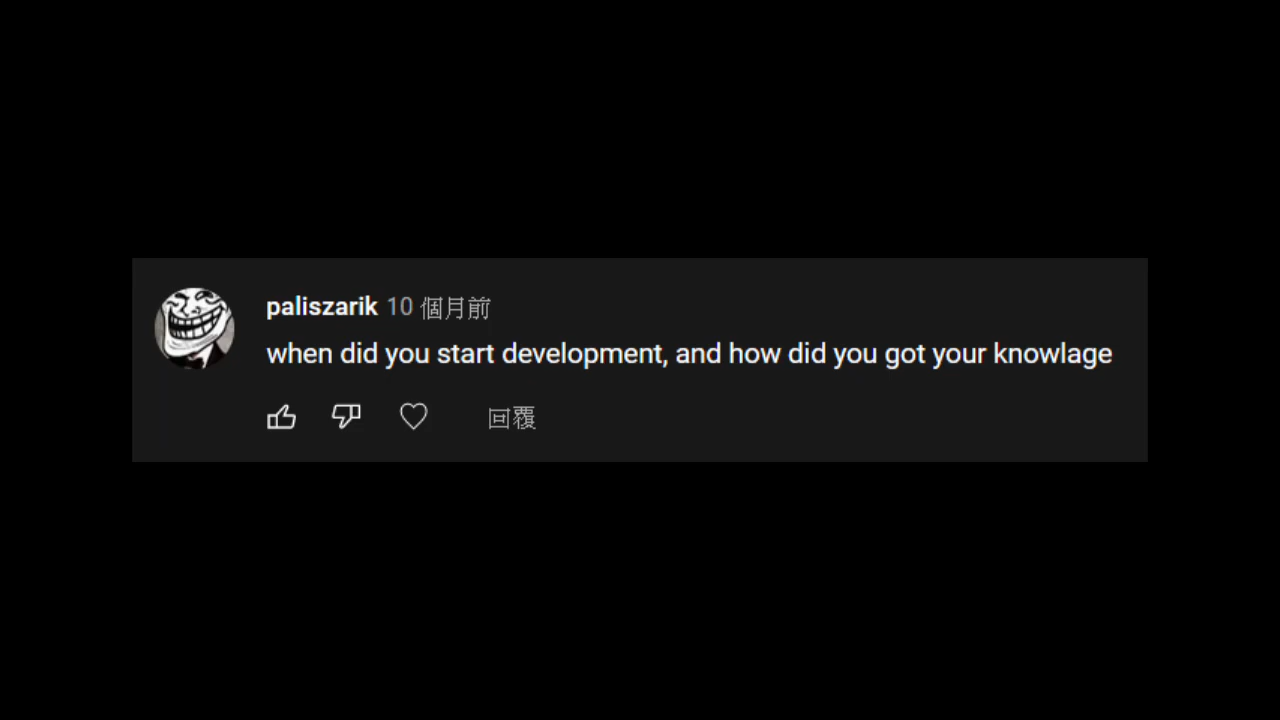 paliszarik 10 個月前
when did you start development, and how did you got your knowlage
回覆